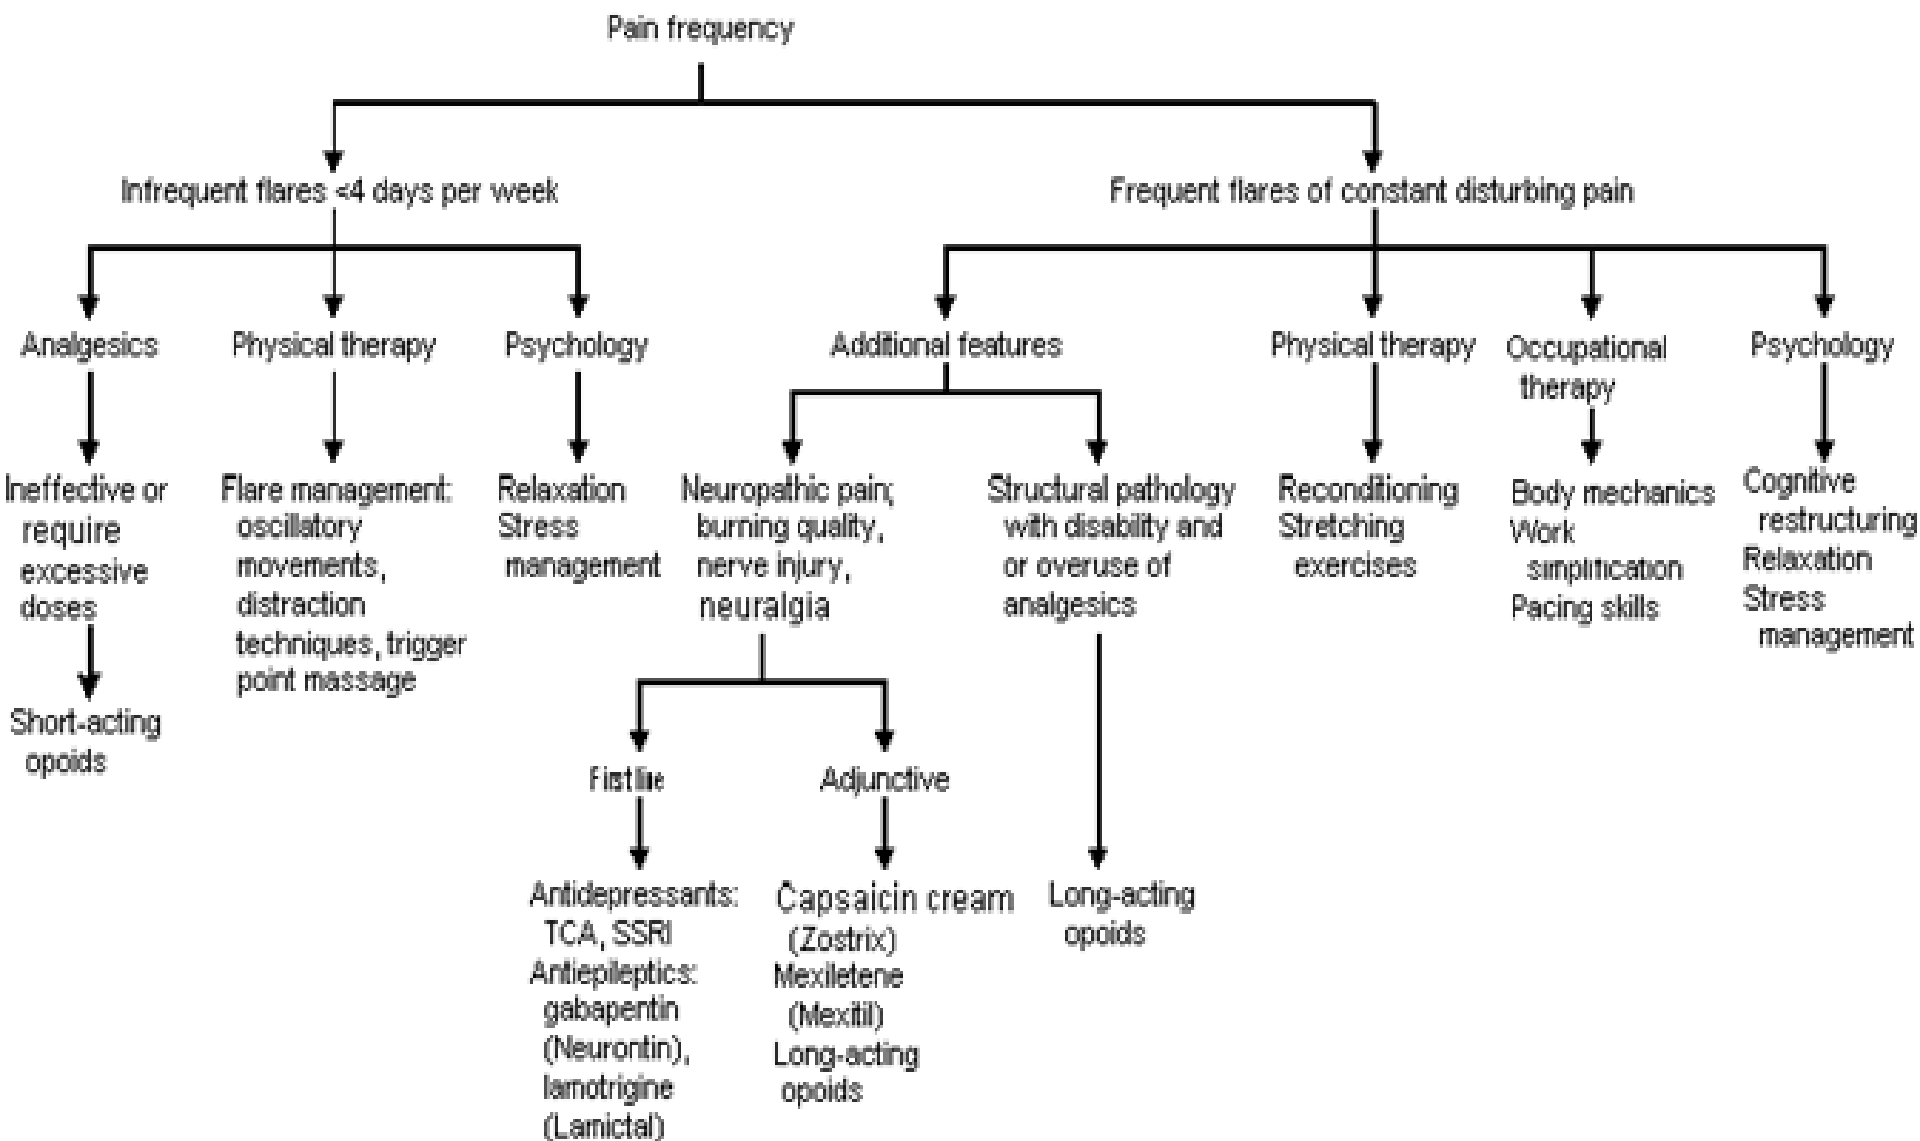 Pain frequency
Infrequent flares <4 days per week
Frequent flares of constant disturbing pain
Analgesics
Physical therapy
Psychology
Additional features
Physical therapy
Occupational
therapy
Psychology
Ineffective or
require
excessive
doses
Flare management:
oscillatory
movements,
distraction
techniques, trigger
point massage
Relaxation
Stress
management
Neuropathic pain;
burning quality,
nerve injury,
neuralgia
Structural pathology
with disability and
or overuse of
analgesics
Reconditioning
Stretching
exercises
Body mechanics
Work
simplification
Pacing skills
Cognitive
restructuring
Relaxation
Stress
management
Short-acting
opoids
First line
Adjunctive
Antidepressants:
TCA, SSRI
Antiepileptics:
gabapentin
(Neurontin),
lamotrigine
(Lamictal)
Capsaicin cream
(Zostrix)
Mexiletene
(Mexitil)
Long-acting
opoids
Long-acting
opoids